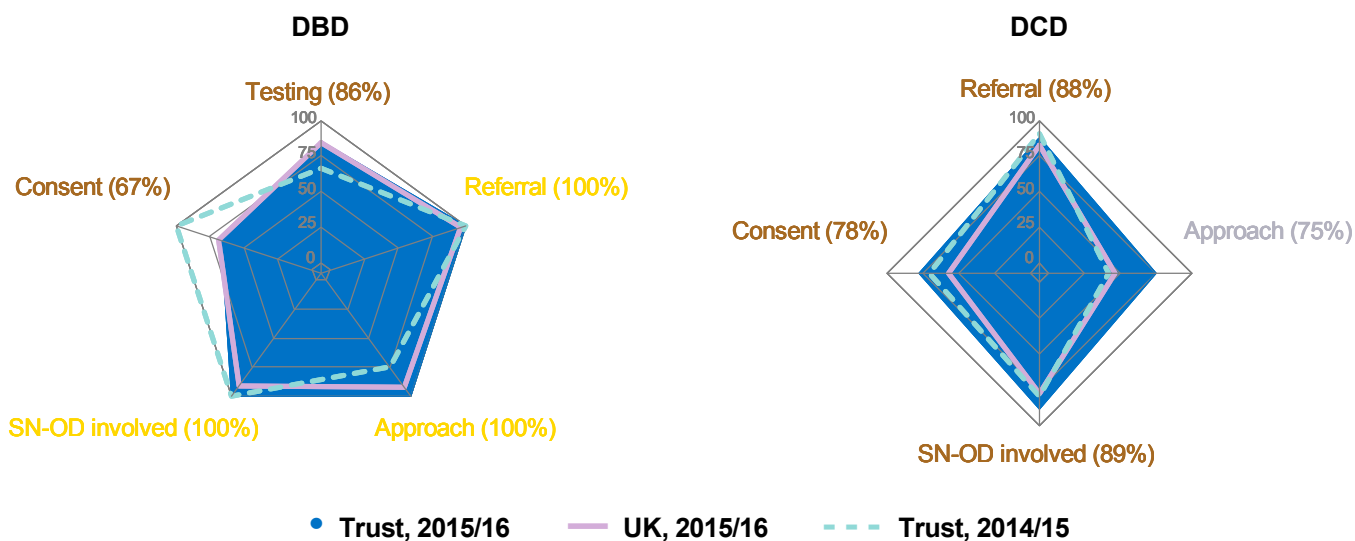 DBD
Testing (86%)
100
75
50
25
0
Consent (67%)
Referral (100%)
SN-OD involved (100%)
Approach (100%)
DCD
Referral (88%)
100
75
50
25
0
Consent (78%)
Approach (75%)
SN-OD involved (89%)
Trust, 2015/16
UK, 2015/16
Trust, 2014/15